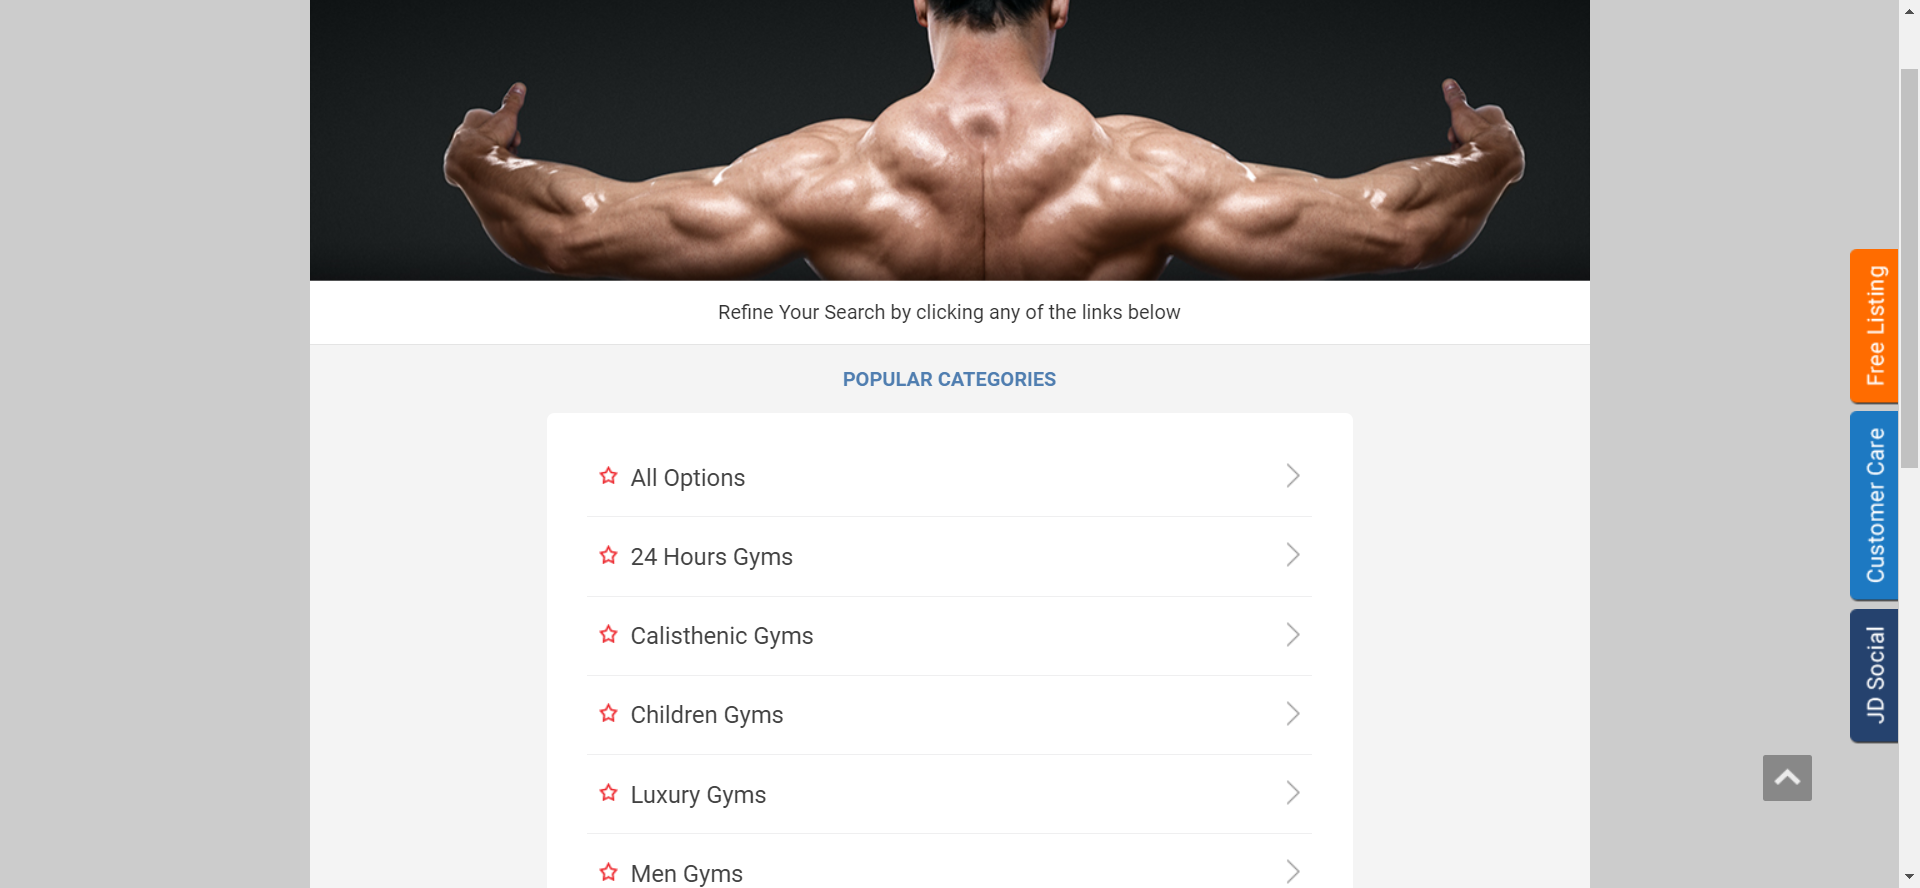 Refine Your Search by clicking any of the links below
POPULAR CATEGORIES
All Options
24 Hours Gyms
Calisthenic Gyms
Children Gyms
Luxury Gyms
Men Gyms
Free Listing
Customer Care
JD Social